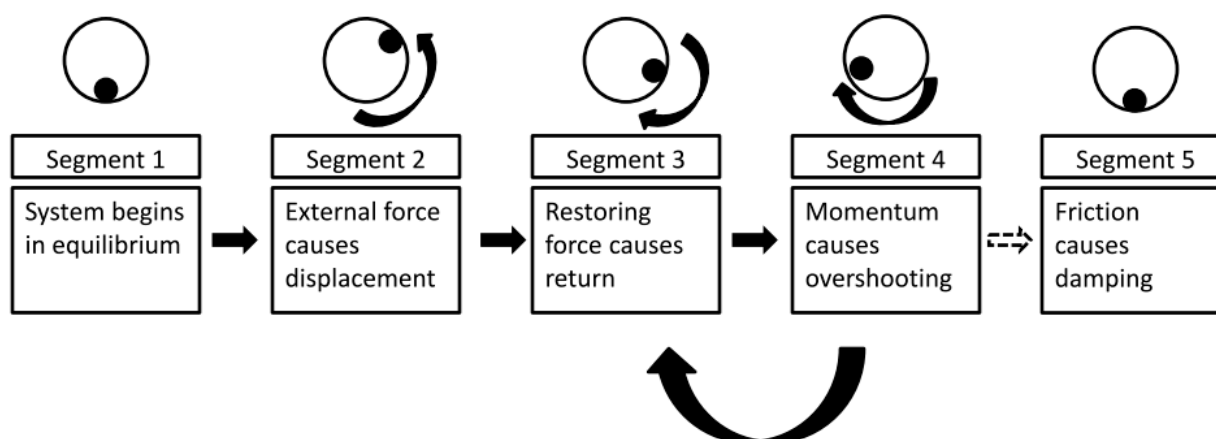 Segment 1
System begins
in equilibrium
Segment 2
External force
causes
displacement
Segment 3
Restoring
force causes
return
Segment 4
Momentum
causes
overshooting
Segment 5
Friction
causes
damping